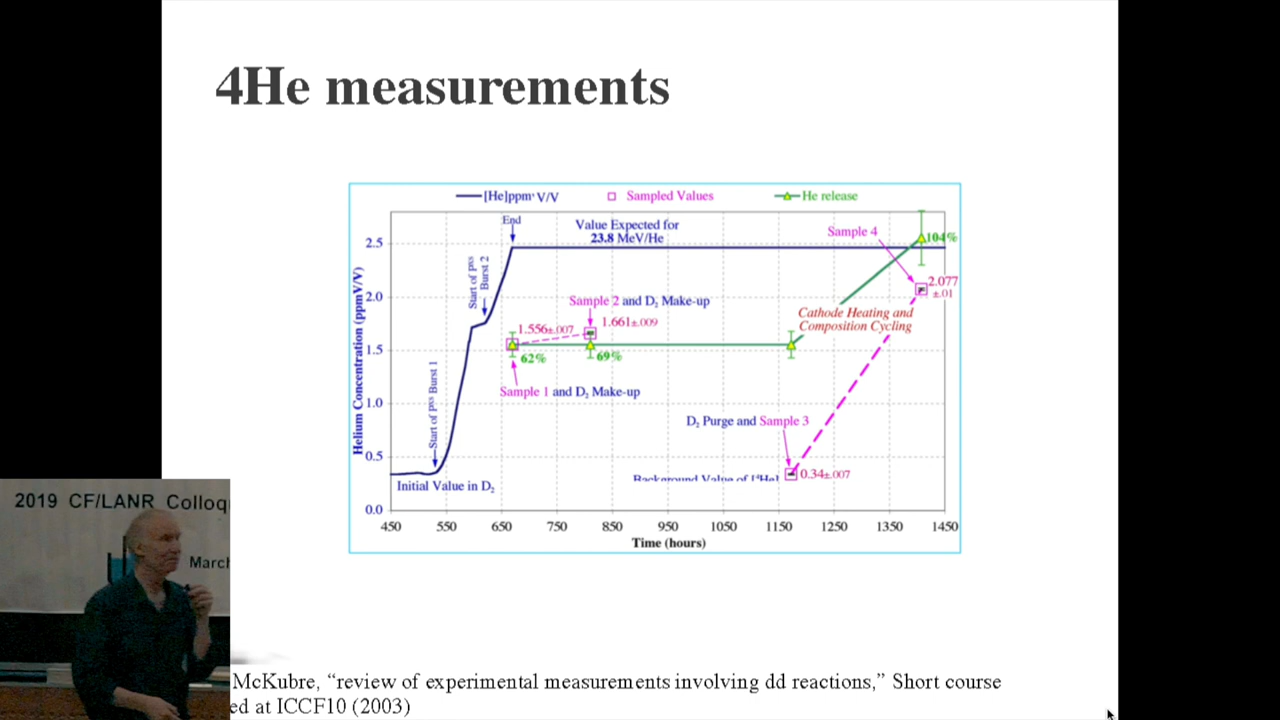 4He measurements
[He]ppm V/V
Sampled Values
He release
End
Value Expected for
23.8 MeV/He
Sample 4
104%
2.077
±.01
Start of Pxs
Burst 2
Sample 2 and D2 Make-up
1.556±.007
1.661±.009
Cathode Heating and
Composition Cycling
62%
69%
Start of Pxs Burst 1
Sample 1 and D2 Make-up
D2 Purge and Sample 3
Background Value of [4He]
0.34±.007
Initial Value in D2
Helium Concentration (ppmV/V)
2.5
2.0
1.5
1.0
0.5
0.0
450 550 650 750 850 950 1050 1150 1250 1350 1450
Time (hours)
2019 CF/LANR Colloq
March
McKubre, “review of experimental measurements involving dd reactions,” Short course
ed at ICCF10 (2003)